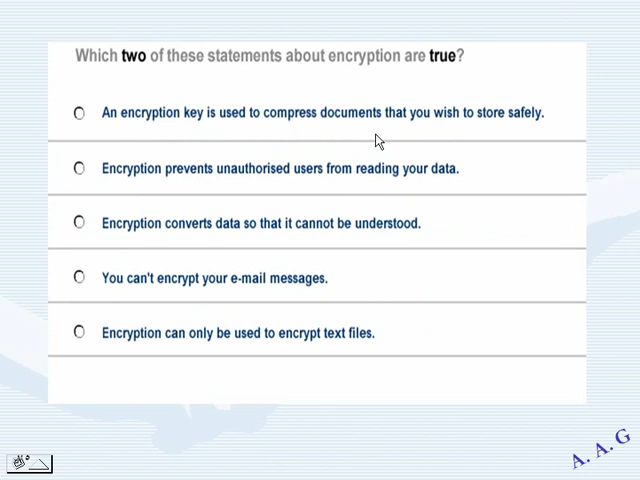 Which two of these statements about encryption are true?
An encryption key is used to compress documents that you wish to store safely.
Encryption prevents unauthorised users from reading your data.
Encryption converts data so that it cannot be understood.
You can't encrypt your e-mail messages.
Encryption can only be used to encrypt text files.
A. A. G